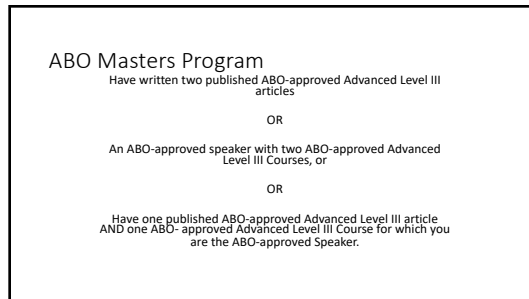 ABO Masters Program
Have written two published ABO-approved Advanced Level III
articles
OR
An ABO-approved speaker with two ABO-approved Advanced
Level III Courses, or
OR
Have one published ABO-approved Advanced Level III article
AND one ABO- approved Advanced Level III Course for which you
are the ABO-approved Speaker.